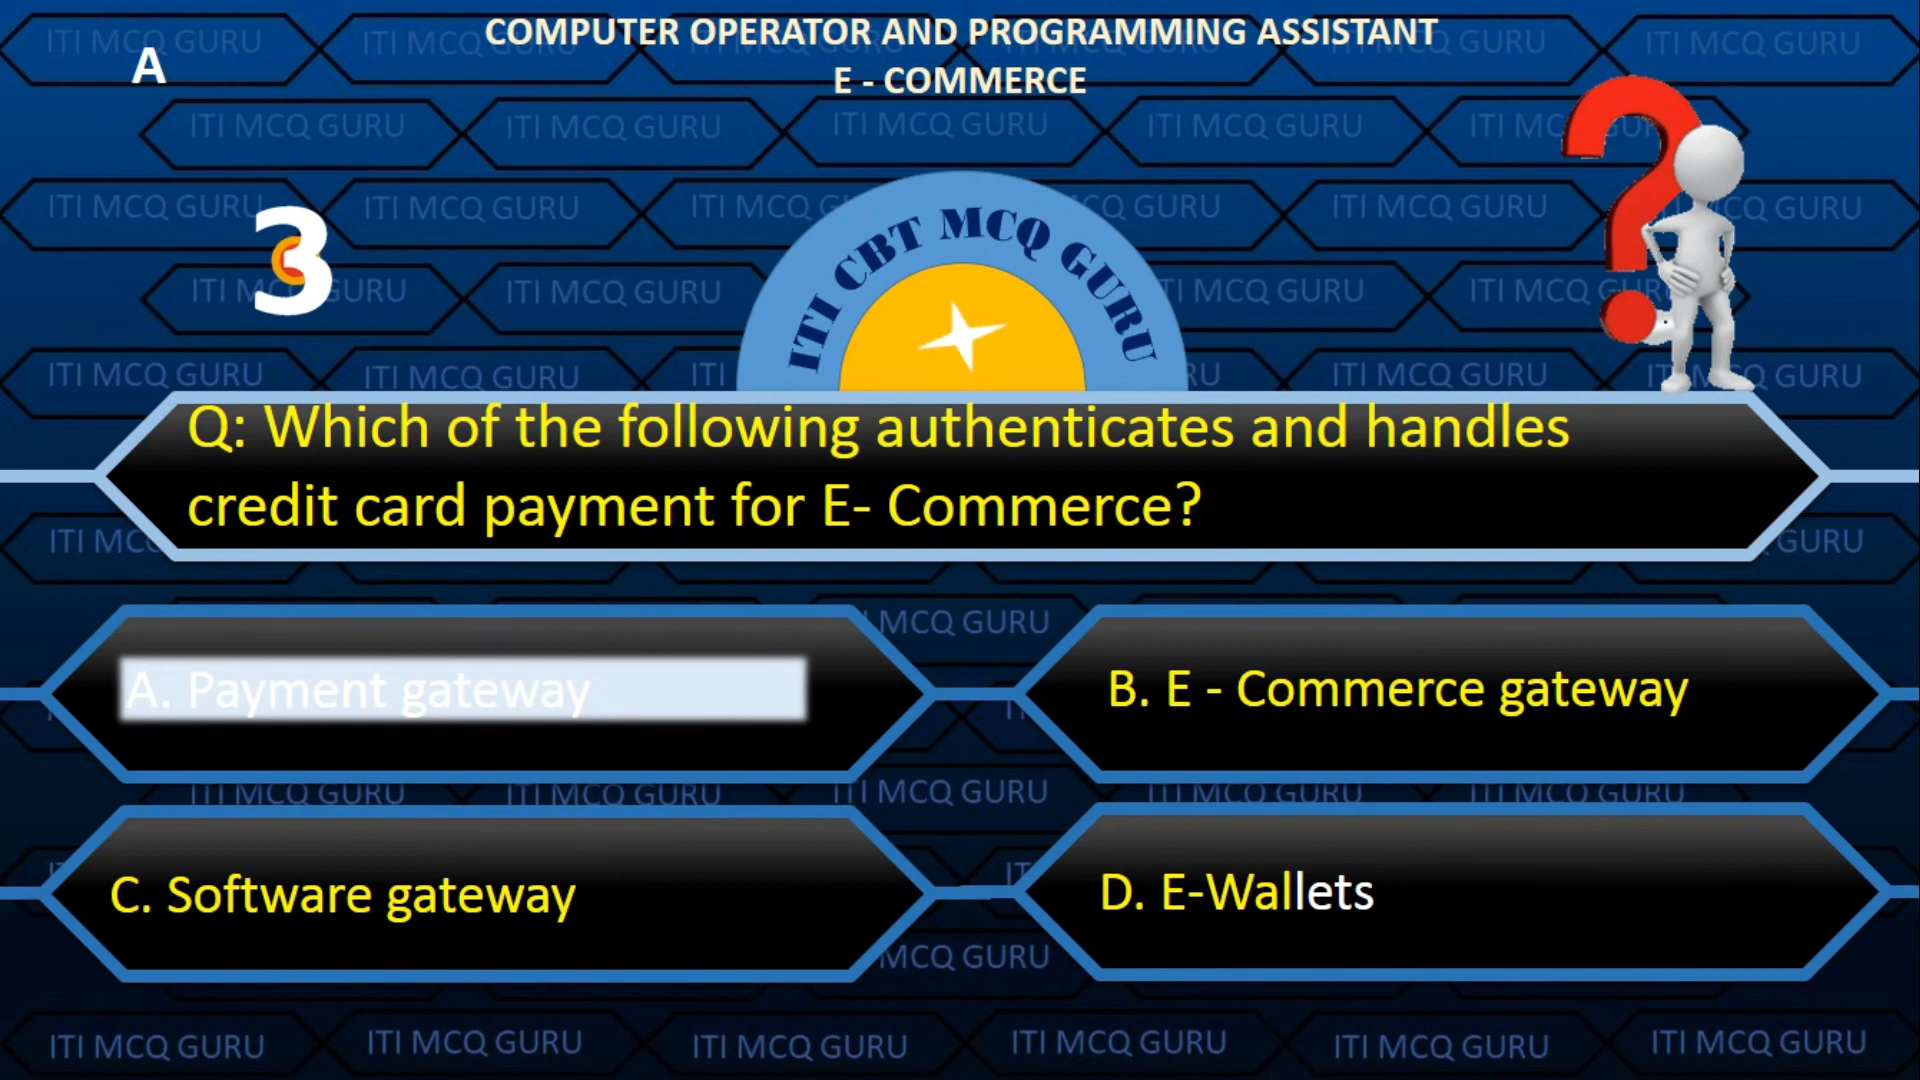 COMPUTER OPERATOR AND PROGRAMMING ASSISTANT
E - COMMERCE
A
3
ITI CBT MCQ GURU
Q: Which of the following authenticates and handles
credit card payment for E- Commerce?
A. Payment gateway
B. E - Commerce gateway
C. Software gateway
D. E-Wallets
ITI MCQ GURU